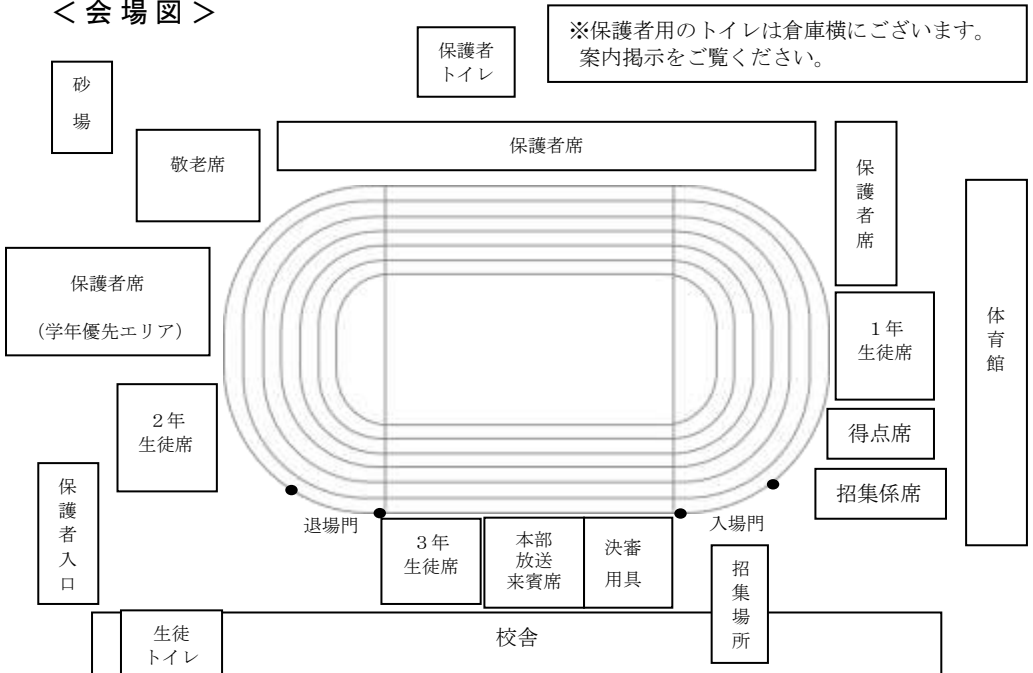 ＜会場図＞
※保護者用のトイレは倉庫横にございます。
案内掲示をご覧ください。
保護者
トイレ
砂
場
敬老席
保護者席
保
護
者
席
保護者席
（学年優先エリア）
１年
生徒席
体
育
館
２年
生徒席
得点席
招集係席
保
護
者
入
口
退場門
入場門
３年
生徒席
本部
放送
来賓席
決審
用具
招
集
場
所
生徒
トイレ
校舎